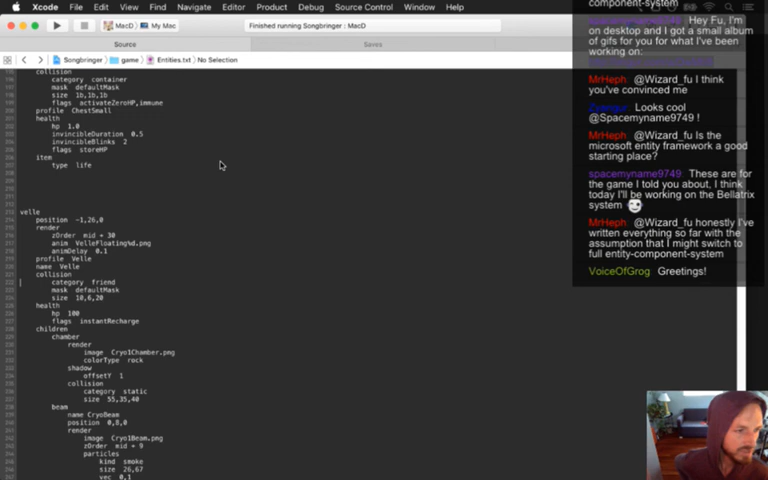 Xcode File Edit View Find Navigate Editor Product Debug Source Control Window Help
MacD My Mac
Finished running Songbringer : MacD
Source
Saves
Songbringer game Entities.txt No Selection
collision
category container
mask defaultMask
size 1b,1b,1b
flags activateZeroHP,immune
profile ChestSmall
health
hp 1.0
invincibleDuration 0.5
invincibleBlinks 2
flags storeHP
item
type life
velle
position -1,26,0
render
zOrder mid + 30
anim VelleFloating%d.png
animDelay 0.1
profile Velle
name Velle
collision
category friend
mask defaultMask
size 10,6,20
health
hp 100
flags instantRecharge
children
chamber
render
image Cryo1Chamber.png
colorType rock
shadow
offsetY 1
collision
category static
size 55,35,40
beam
name CryoBeam
position 0,8,0
render
image Cryo1Beam.png
zOrder mid + 9
particles
kind smoke
size 26,67
vec 0,1
component-system
Hey Fu, I'm
on desktop and I got a small album
of gifs for you for what I've been
working on:
MrHeph: @Wizard_fu I think
you've convinced me
Looks cool
@Spacemyname9749 !
MrHeph: @Wizard_fu Is the
microsoft entity framework a good
starting place?
spacemyname9749: These are for
the game I told you about, I think
today I'll be working on the Bellatrix
system
MrHeph: @Wizard_fu honestly I've
written everything so far with the
assumption that I might switch to
full entity-component-system
VoiceOfGrog: Greetings!